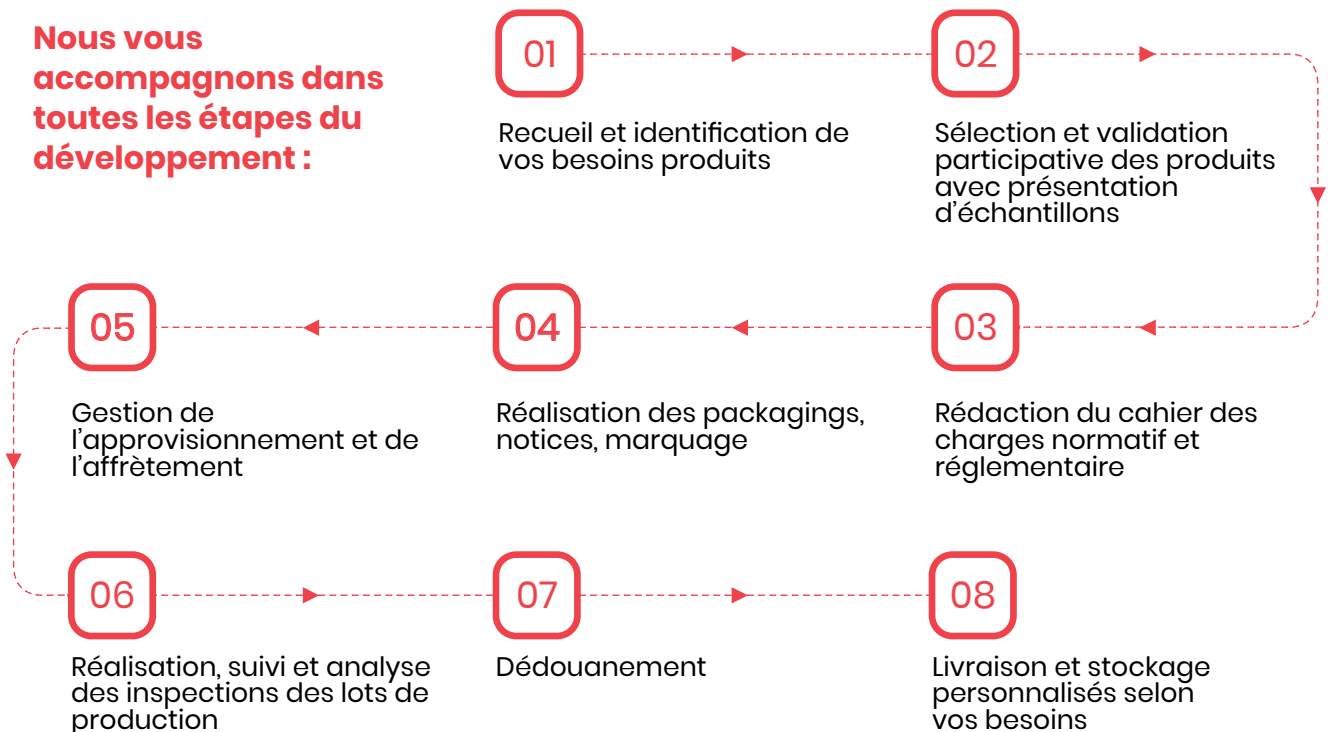 Nous vous
accompagnons dans
toutes les étapes du
développement :
01
Recueil et identification de
vos besoins produits
02
Sélection et validation
participative des produits
avec présentation
d'échantillons
03
Rédaction du cahier des
charges normatif et
réglementaire
04
Réalisation des packagings,
notices, marquage
05
Gestion de
l'approvisionnement et de
l'affrètement
06
Réalisation, suivi et analyse
des inspections des lots de
production
07
Dédouanement
08
Livraison et stockage
personnalisés selon
vos besoins